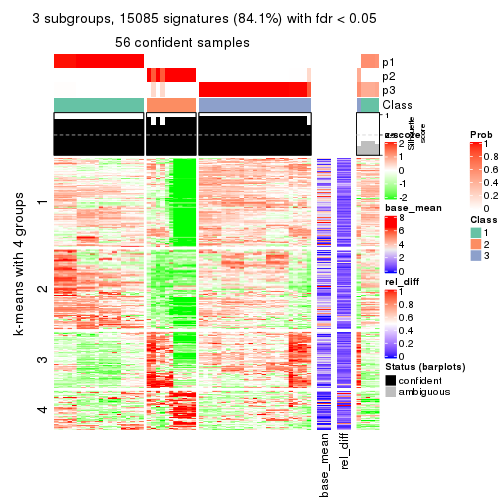 3 subgroups, 15085 signatures (84.1%) with fdr < 0.05
56 confident samples
p1
p2
p3
Class
1
Silhouette
score
k-means with 4 groups
1
2
3
4
base_mean
rel_diff
z-score
2
1
0
-1
-2
base_mean
8
6
4
2
0
rel_diff
1
0.8
0.6
0.4
0.2
0
Status (barplots)
confident
ambiguous
Prob
1
0.8
0.6
0.4
0.2
0
Class
1
2
3